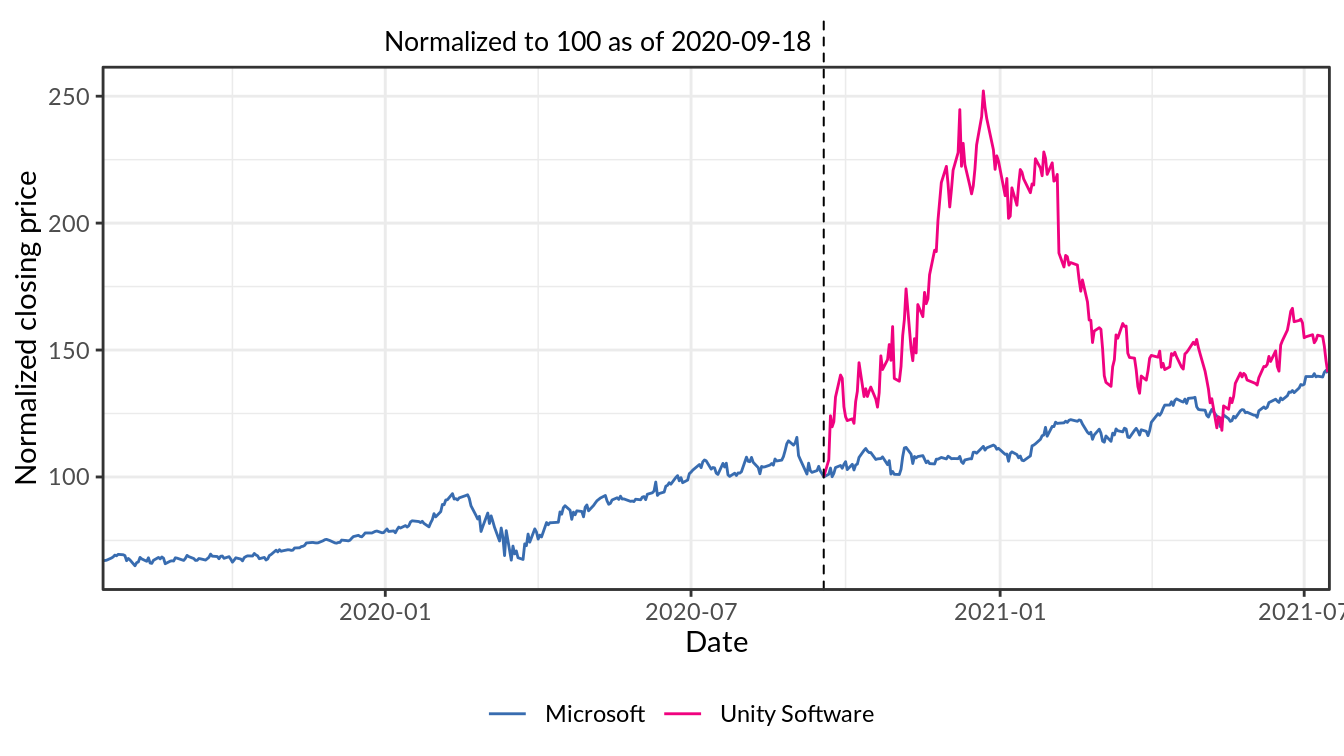 Normalized to 100 as of 2020-09-18
Normalized closing price
250
200
150
100
2020-01
2020-07
2021-01
2021-07
Date
Microsoft
Unity Software